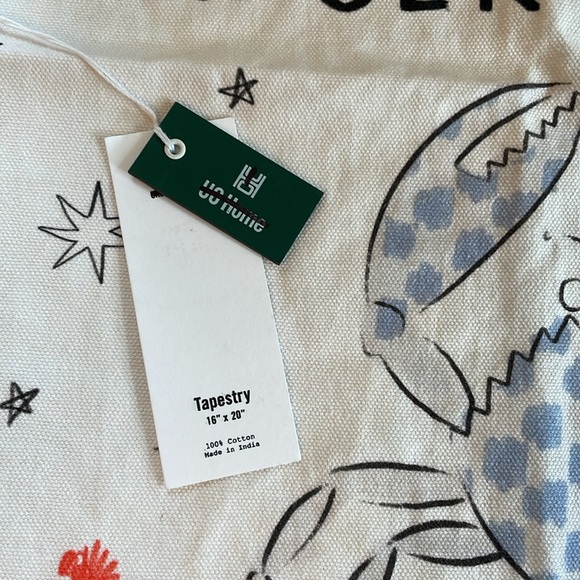 UO Home
Tapestry
16" x 20"
100% Cotton
Made in India